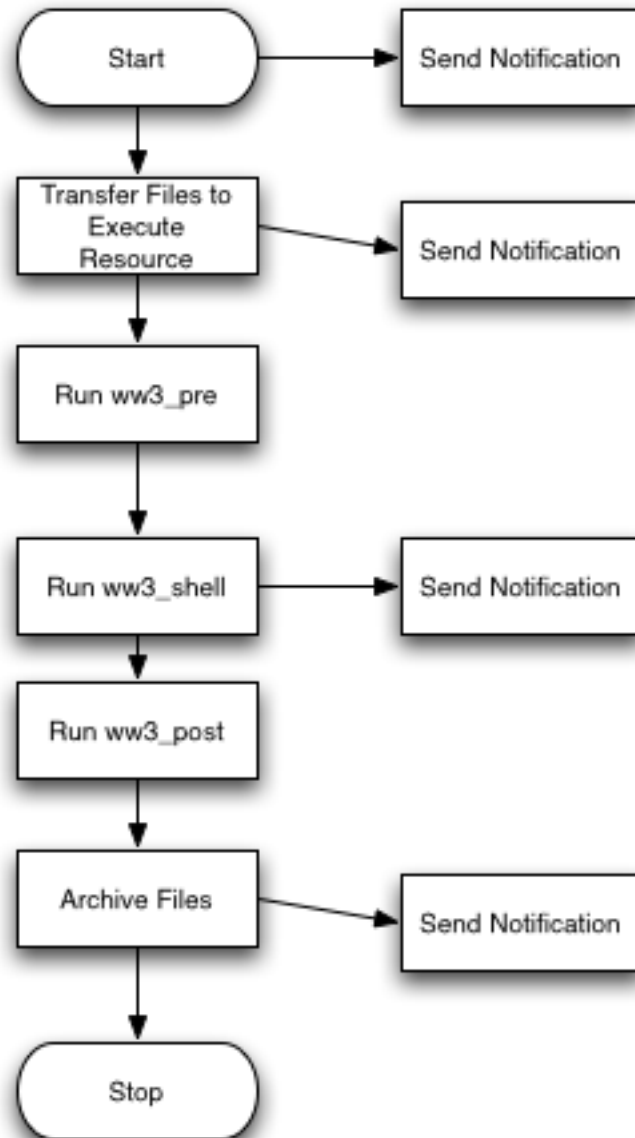 Start
Send Notification
Transfer Files to
Execute
Resource
Send Notification
Run ww3_pre
Run ww3_shell
Send Notification
Run ww3_post
Archive Files
Send Notification
Stop